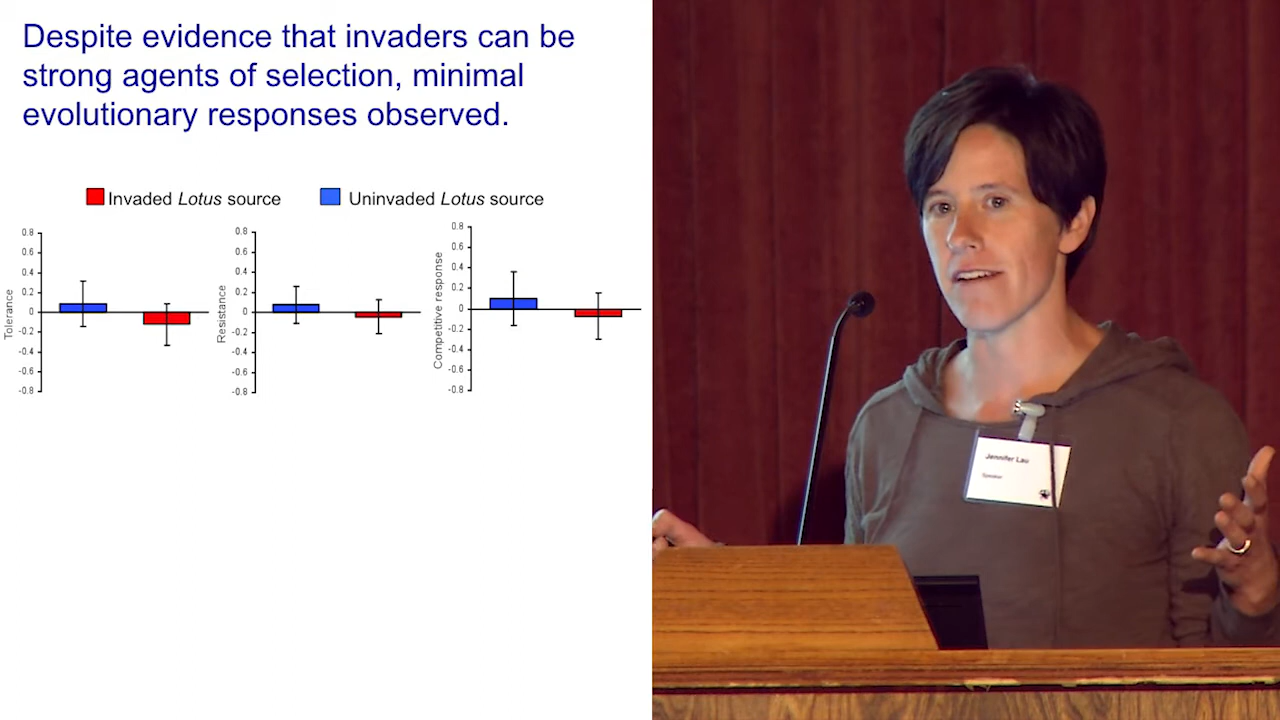 Despite evidence that invaders can be
strong agents of selection, minimal
evolutionary responses observed.
Invaded Lotus source
Uninvaded Lotus source
Tolerance
0.8
0.6
0.4
0.2
0
-0.2
-0.4
-0.6
-0.8
Resistance
0.8
0.6
0.4
0.2
0
-0.2
-0.4
-0.6
-0.8
Competitive response
0.8
0.6
0.4
0.2
0
-0.2
-0.4
-0.6
-0.8
Jennifer Lau
Speaker